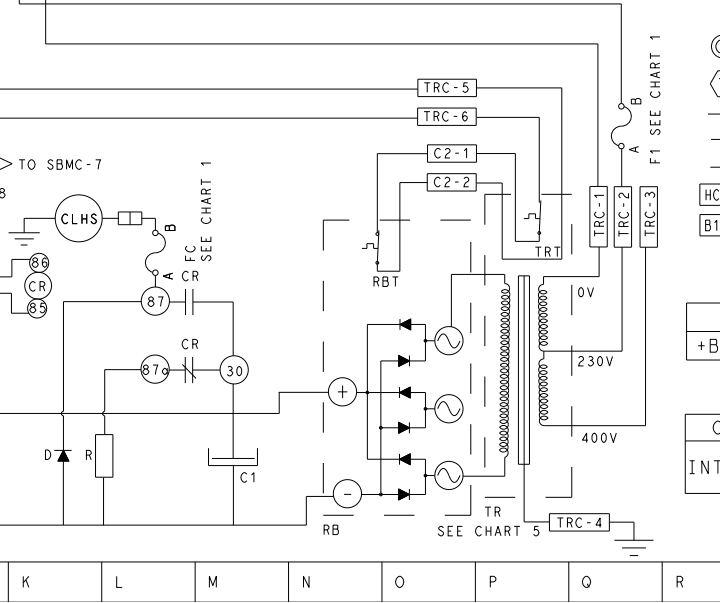 TRC-5
TRC-6
C2-1
C2-2
B
A
F1 SEE CHART 1
TO SBMC-7
8
CLHS
B
A
FC
SEE CHART 1
TRC-1
TRC-2
TRC-3
HC
B1
86
CR
85
CR
87
CR
87a
30
RBT
TRT
0V
230V
400V
+B
+
-
D
R
C1
RB
TR
SEE CHART 5
TRC-4
C
INT
K
L
M
N
O
P
Q
R